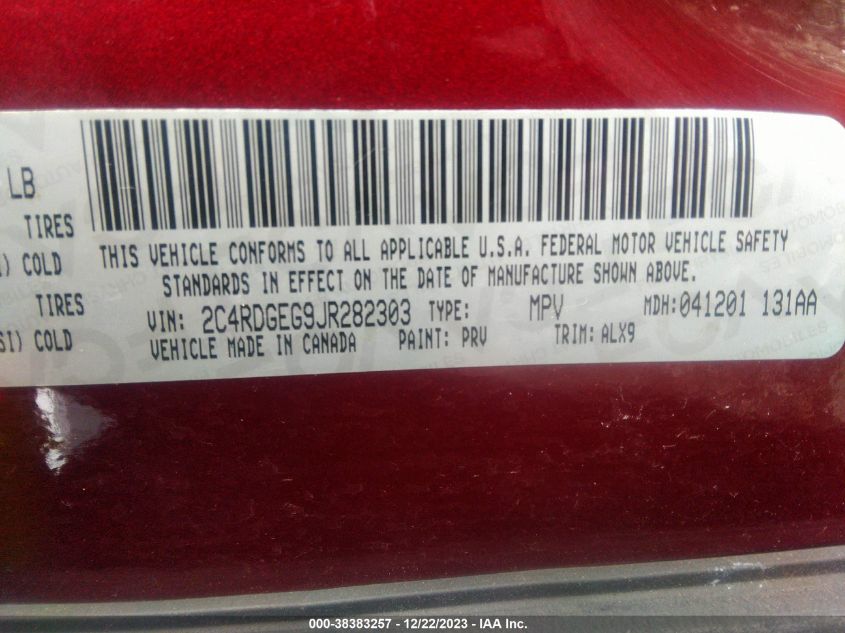 LB
TIRES
) COLD
TIRES
SI) COLD
THIS VEHICLE CONFORMS TO ALL APPLICABLE U.S.A. FEDERAL MOTOR VEHICLE SAFETY
STANDARDS IN EFFECT ON THE DATE OF MANUFACTURE SHOWN ABOVE.
VIN: 2C4RDGEG9JR282303 TYPE: MPV MDH:041201 131AA
VEHICLE MADE IN CANADA PAINT: PRV TRIM: ALX9
000-38383257 - 12/22/2023 - IAA Inc.